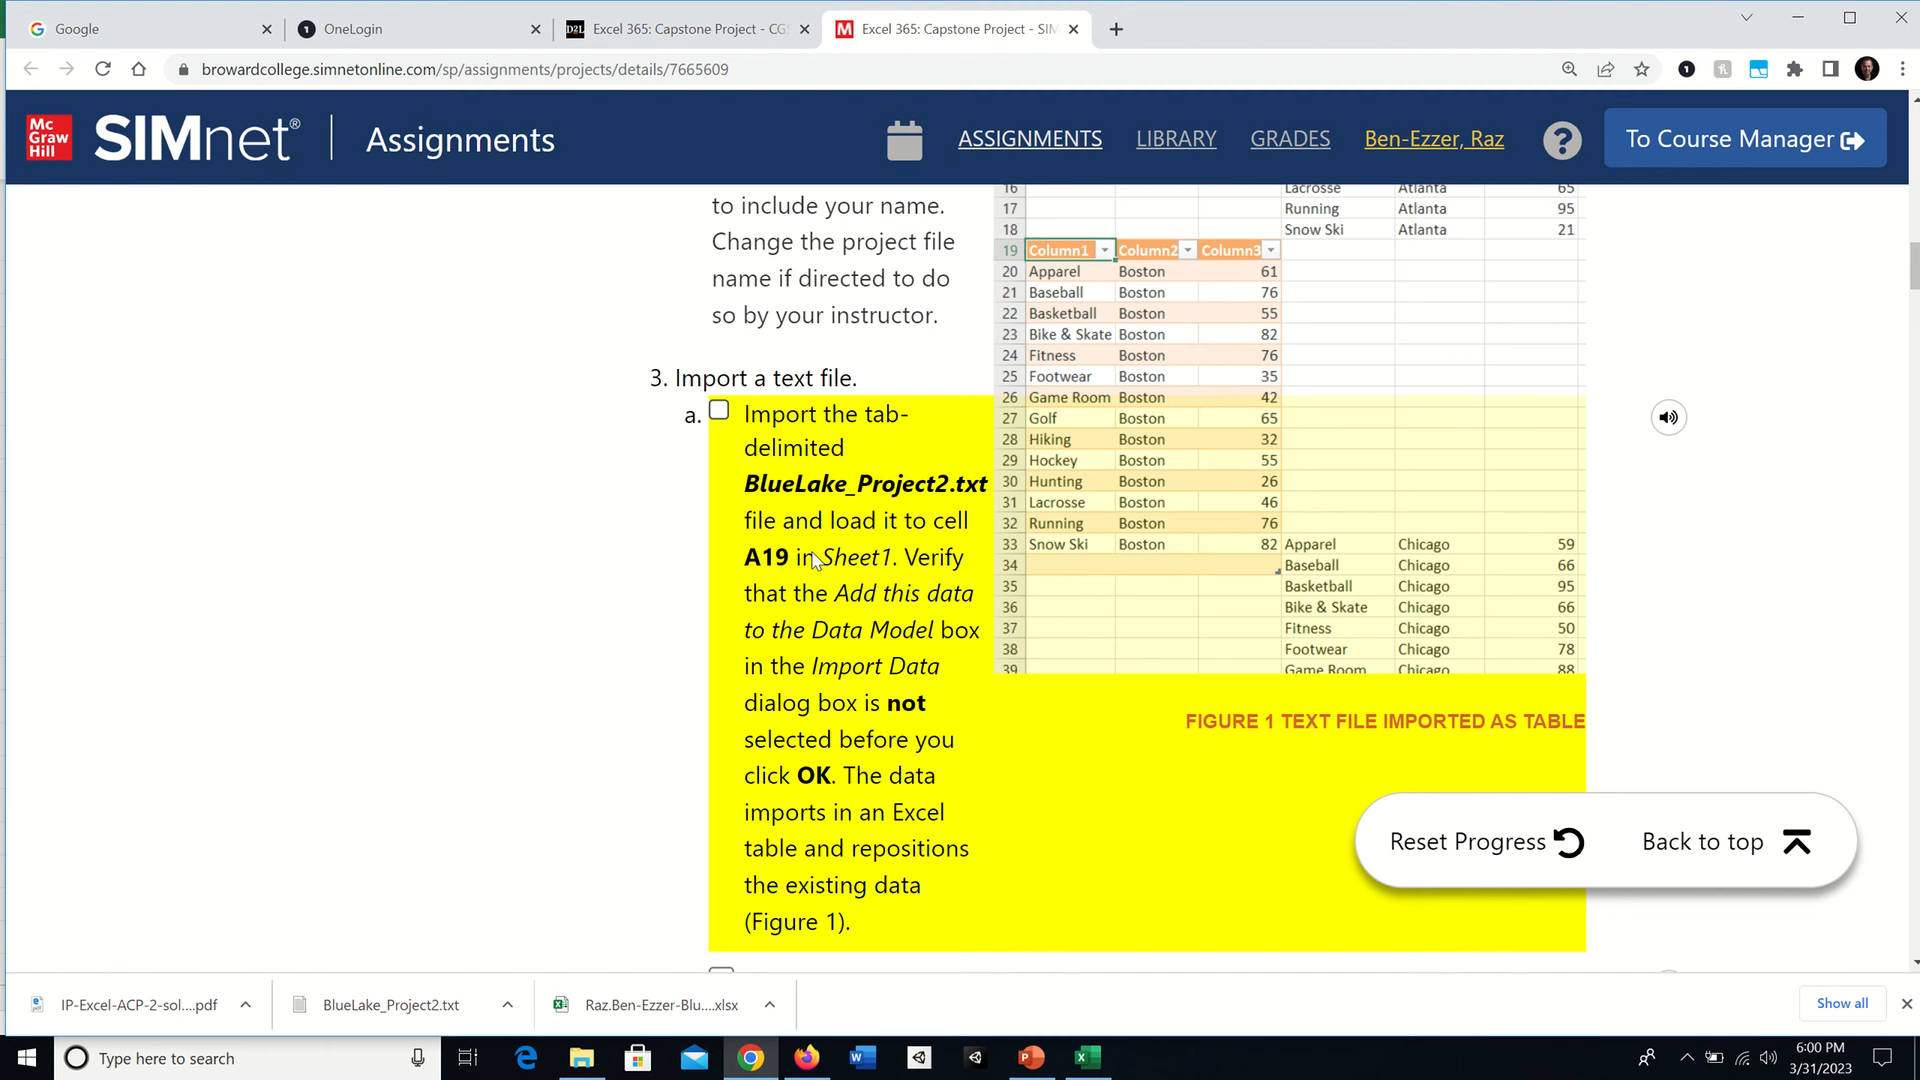 Google
OneLogin
D2L Excel 365: Capstone Project - CGS
M Excel 365: Capstone Project - SIM
browardcollege.simnetonline.com/sp/assignments/projects/details/7665609
Mc Graw Hill
SIMnet®
Assignments
ASSIGNMENTS LIBRARY GRADES Ben-Ezzer, Raz ? To Course Manager
to include your name.
Change the project file
name if directed to do
so by your instructor.
3. Import a text file.
a. Import the tab-
delimited
BlueLake_Project2.txt
file and load it to cell
A19 in Sheet1. Verify
that the Add this data
to the Data Model box
in the Import Data
dialog box is not
selected before you
click OK. The data
imports in an Excel
table and repositions
the existing data
(Figure 1).
16 Lacrosse Atlanta 65
17 Running Atlanta 95
18 Snow Ski Atlanta 21
19 Column1 Column2 Column3
20 Apparel Boston 61
21 Baseball Boston 76
22 Basketball Boston 55
23 Bike & Skate Boston 82
24 Fitness Boston 76
25 Footwear Boston 35
26 Game Room Boston 42
27 Golf Boston 65
28 Hiking Boston 32
29 Hockey Boston 55
30 Hunting Boston 26
31 Lacrosse Boston 46
32 Running Boston 76
33 Snow Ski Boston 82 Apparel Chicago 59
34 Baseball Chicago 66
35 Basketball Chicago 95
36 Bike & Skate Chicago 66
37 Fitness Chicago 50
38 Footwear Chicago 78
39 Game Room Chicago 88
FIGURE 1 TEXT FILE IMPORTED AS TABLE
Reset Progress Back to top
IP-Excel-ACP-2-sol....pdf
BlueLake_Project2.txt
Raz.Ben-Ezzer-Blu....xlsx
Show all
Type here to search
6:00 PM
3/31/2023